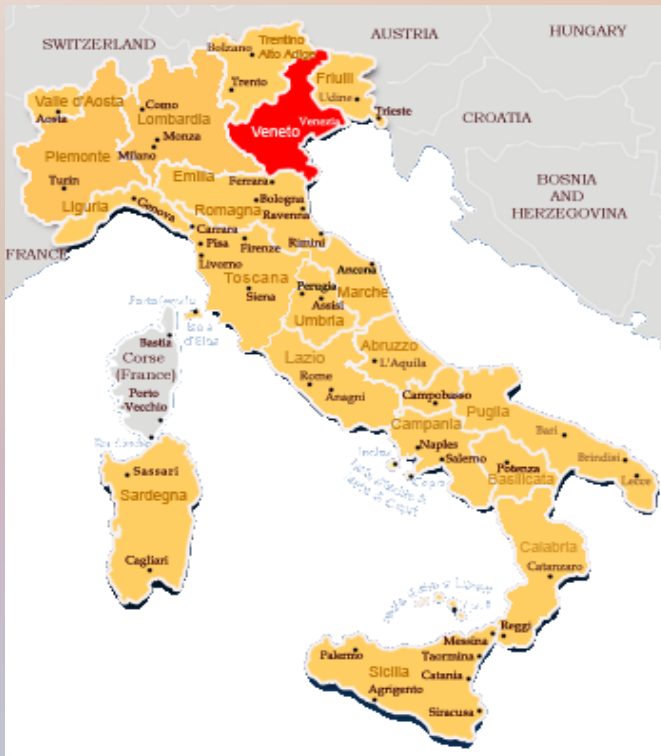 SWITZERLAND
AUSTRIA
HUNGARY
Bolzano
Trentino
Alto Adige
Friuli
Trento
Udine
Trieste
Valle d'Aosta
Aosta
Como
Lombardia
Monza
Milano
Veneto
Venezia
CROATIA
Piemonte
Turin
Emilia
Ferrara
Bologna
Romagna
Ravenna
Liguria
Genova
BOSNIA
AND
HERZEGOVINA
FRANCE
Carrara
Pisa
Firenze
Rimini
Livorno
Toscana
Siena
Ancona
Marche
Perugia
Assisi
Umbria
Isola
d'Elba
Bastia
Corse
(France)
Porto
-Vecchio
Abruzzo
L'Aquila
Lazio
Rome
Anagni
Campobasso
Puglia
Campania
Bari
Naples
Salerno
Potenza
Basilicata
Brindisi
Lecce
Capri
Sassari
Sardegna
Cagliari
Calabria
Catanzaro
Reggi
Messina
Palermo
Taormina
Sicilia
Catania
Agrigento
Siracusa